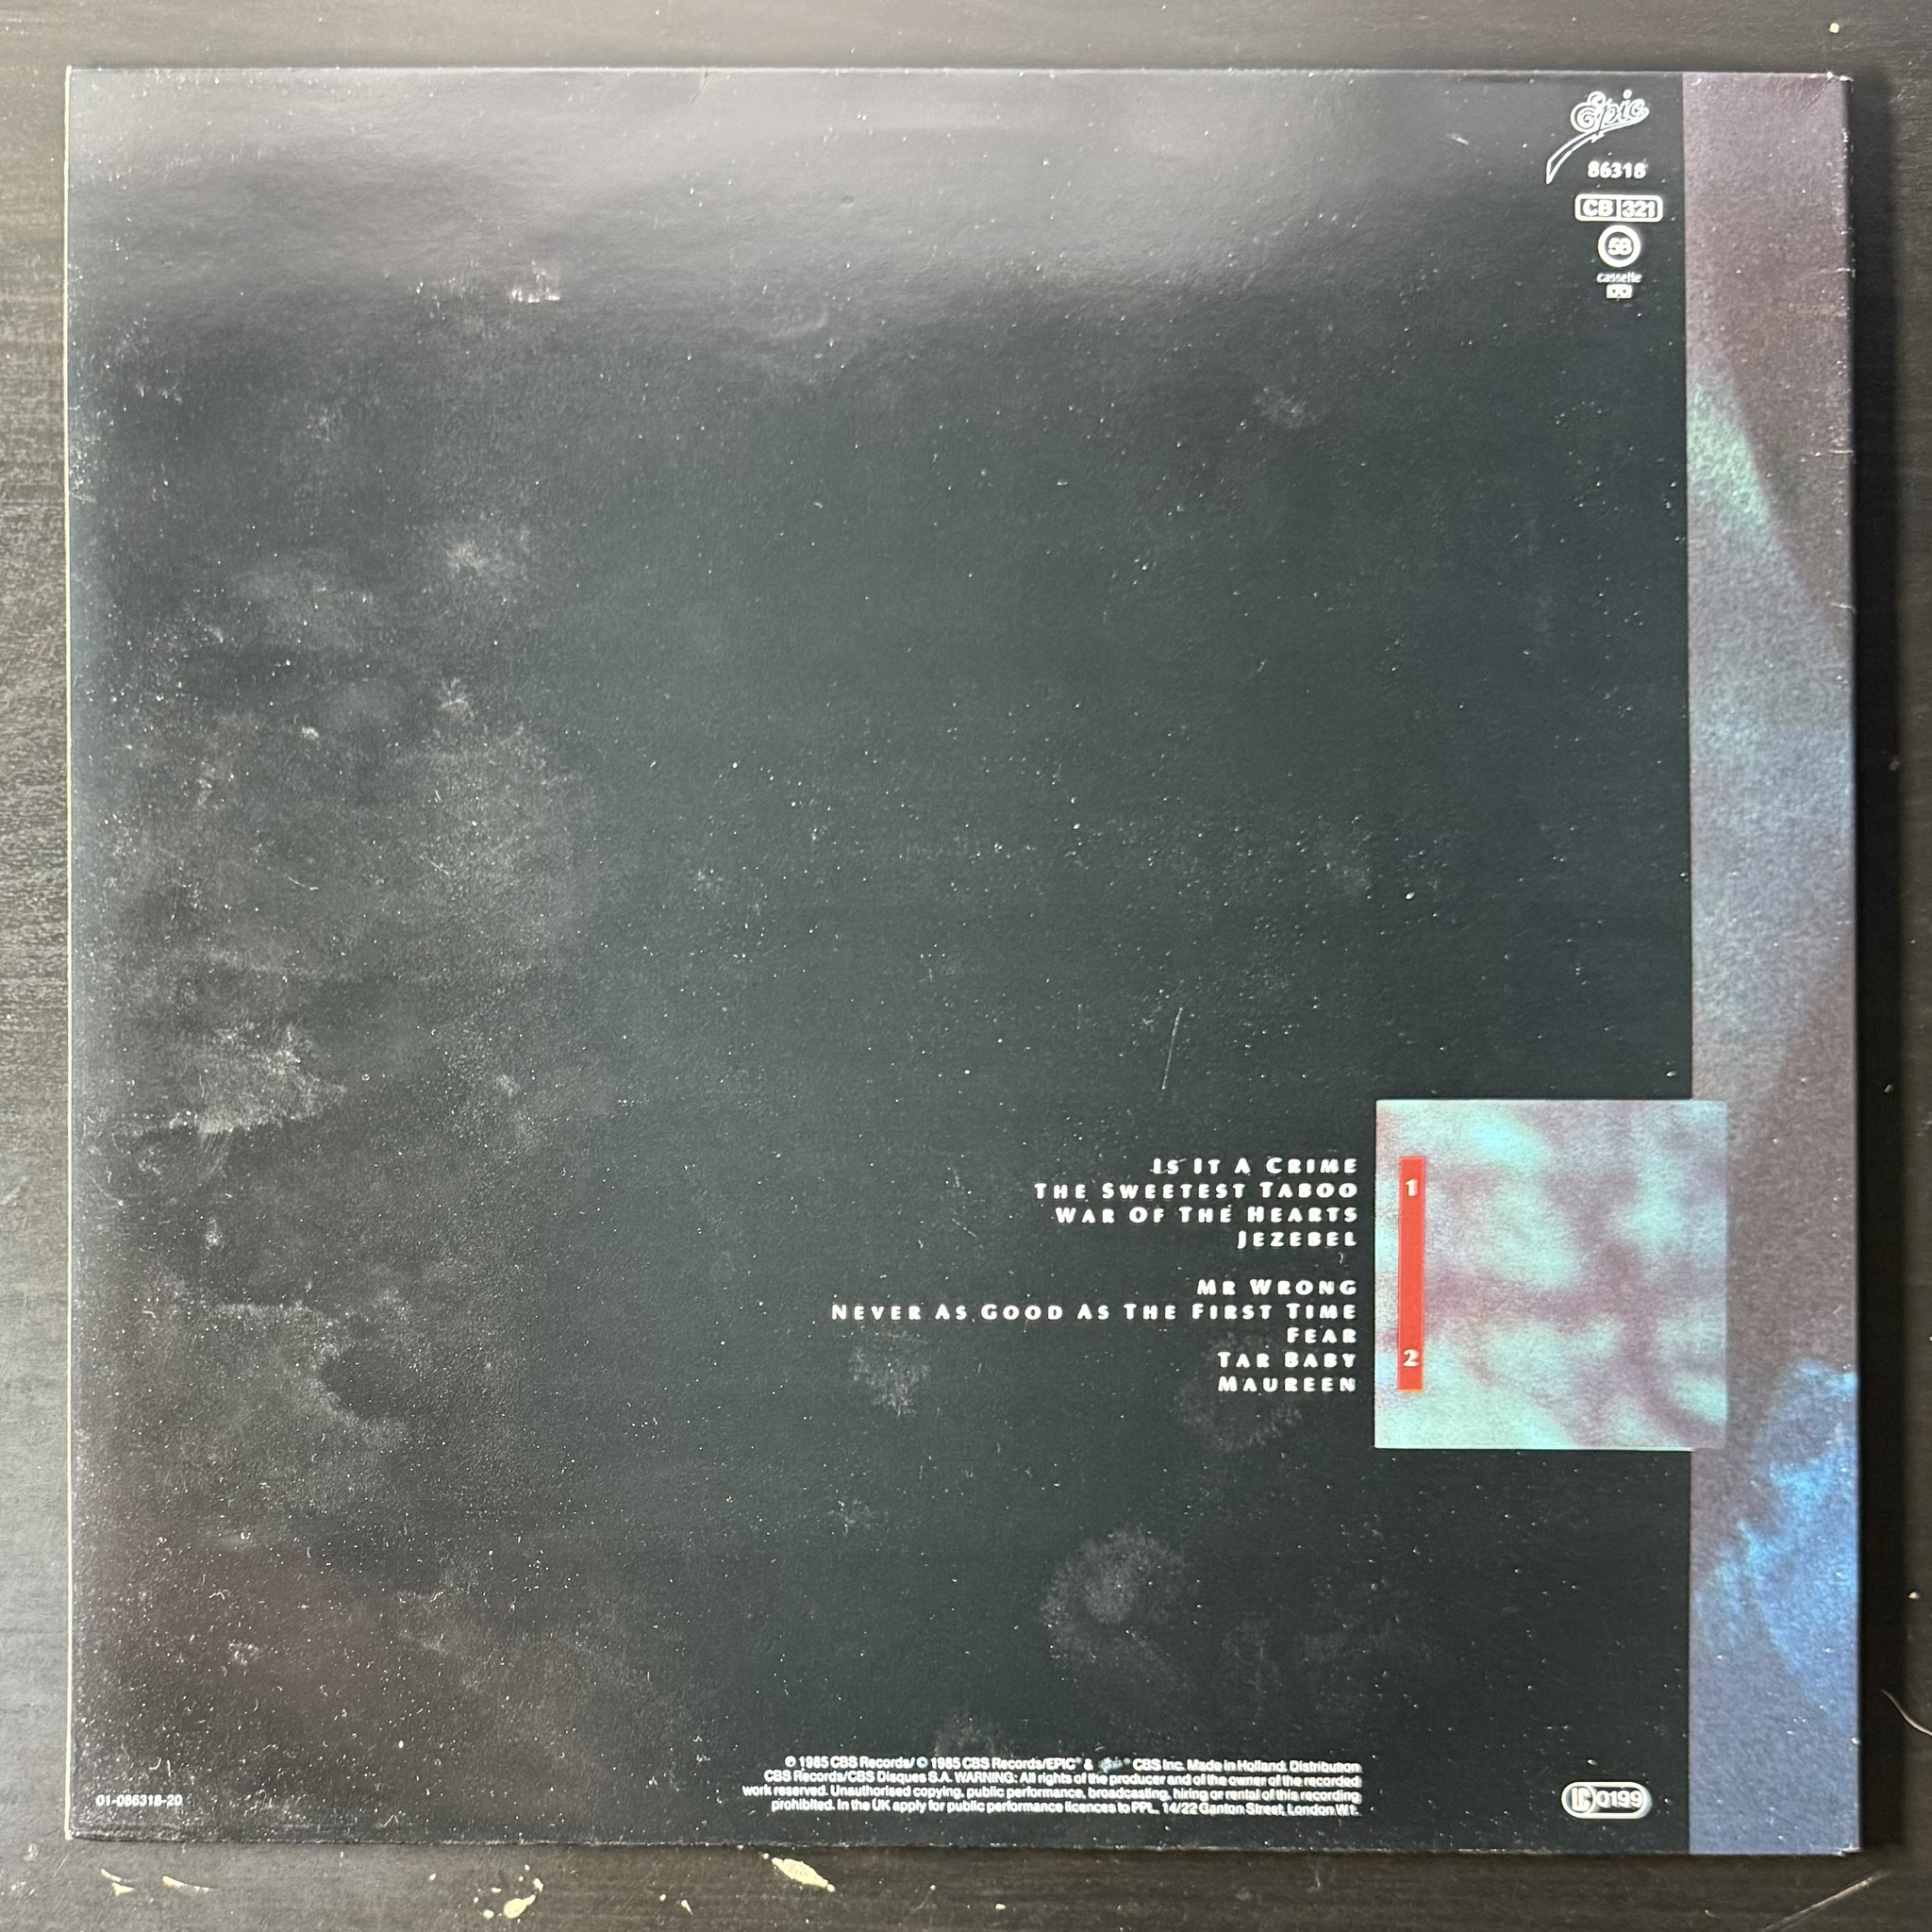 Epic
86318
CB 321
58
cassette
Is It A Crime
The Sweetest Taboo
War Of The Hearts
Jezebel
1
Mr Wrong
Never As Good As The First Time
Fear
Tar Baby
Maureen
2
℗ 1985 CBS Records/ © 1985 CBS Records/EPIC® & Epic® CBS Inc. Made in Holland. Distribution
CBS Records/CBS Disques S.A. WARNING: All rights of the producer and of the owner of the recorded
work reserved. Unauthorised copying, public performance, broadcasting, hiring or rental of this recording
prohibited. In the UK apply for public performance licences to PPL, 14/22 Ganton Street, London W1.
01-086318-20
LC 0199